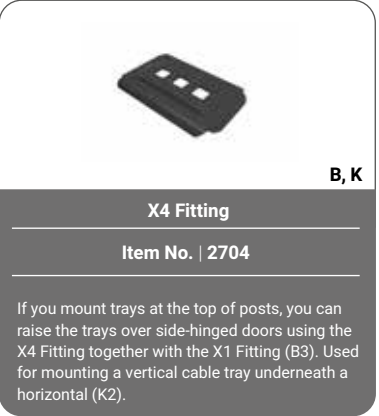 B, K
X4 Fitting
Item No. | 2704
If you mount trays at the top of posts, you can
raise the trays over side-hinged doors using the
X4 Fitting together with the X1 Fitting (B3). Used
for mounting a vertical cable tray underneath a
horizontal (K2).